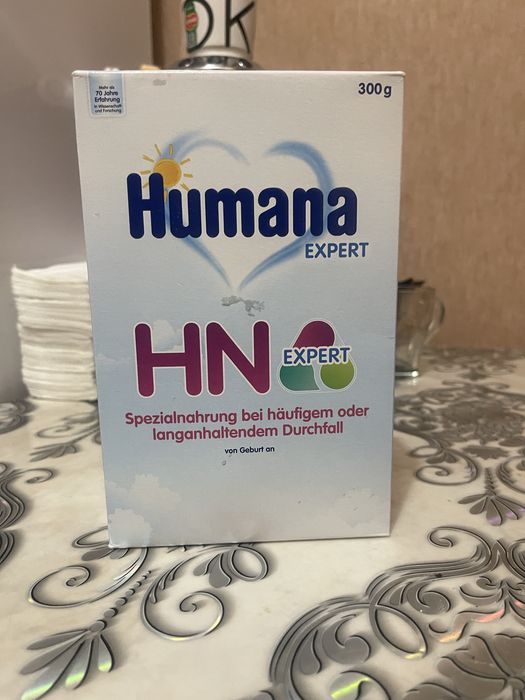 OK
Mehr als
70 Jahre
Erfahrung
in Wissenschaft
und Forschung
300g
Humana
EXPERT
HN
EXPERT
Spezialnahrung bei häufigem oder
langanhaltendem Durchfall
von Geburt an